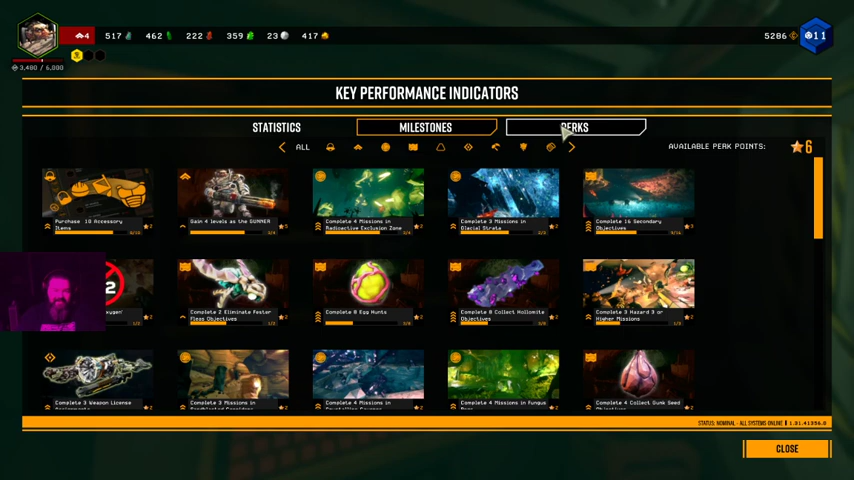 4 517 462 222 359 23 417 5286 11
3,480 / 6,000
KEY PERFORMANCE INDICATORS
STATISTICS MILESTONES PERKS
ALL AVAILABLE PERK POINTS: 6
Purchase 10 Accessory
Items
Gain 4 levels as the GUNNER
Complete 4 Missions in
Radioactive Exclusion Zone
Complete 3 Missions in
Glacial Strata
Complete 16 Secondary
Objectives
Complete 2 Eliminate Fester
Fleas Objectives
Complete 8 Egg Hunts
Complete 8 Collect Hollomite
Objectives
Complete 3 Hazard 3 or
Higher Missions
Complete 3 Weapon License
Complete 3 Missions in
Complete 4 Missions in
Complete 4 Missions in Fungus
Complete 4 Collect Gunk Seed
STATUS: NOMINAL - ALL SYSTEMS ONLINE
CLOSE